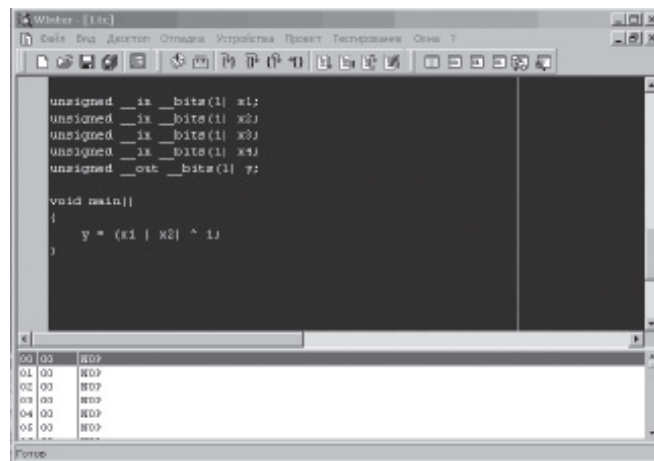 Winter - [1.lc]
Файл Вид Десктоп Отладка Устройства Проект Тестирование Окна ?
unsigned __in __bits(1) x1;
unsigned __in __bits(1) x2;
unsigned __in __bits(1) x3;
unsigned __in __bits(1) x4;
unsigned __out __bits(1) y;
void main()
{
y = (x1 | x2) ^ 1;
}
00 00 NOP
01 00 NOP
02 00 NOP
03 00 NOP
04 00 NOP
05 00 NOP
Готов